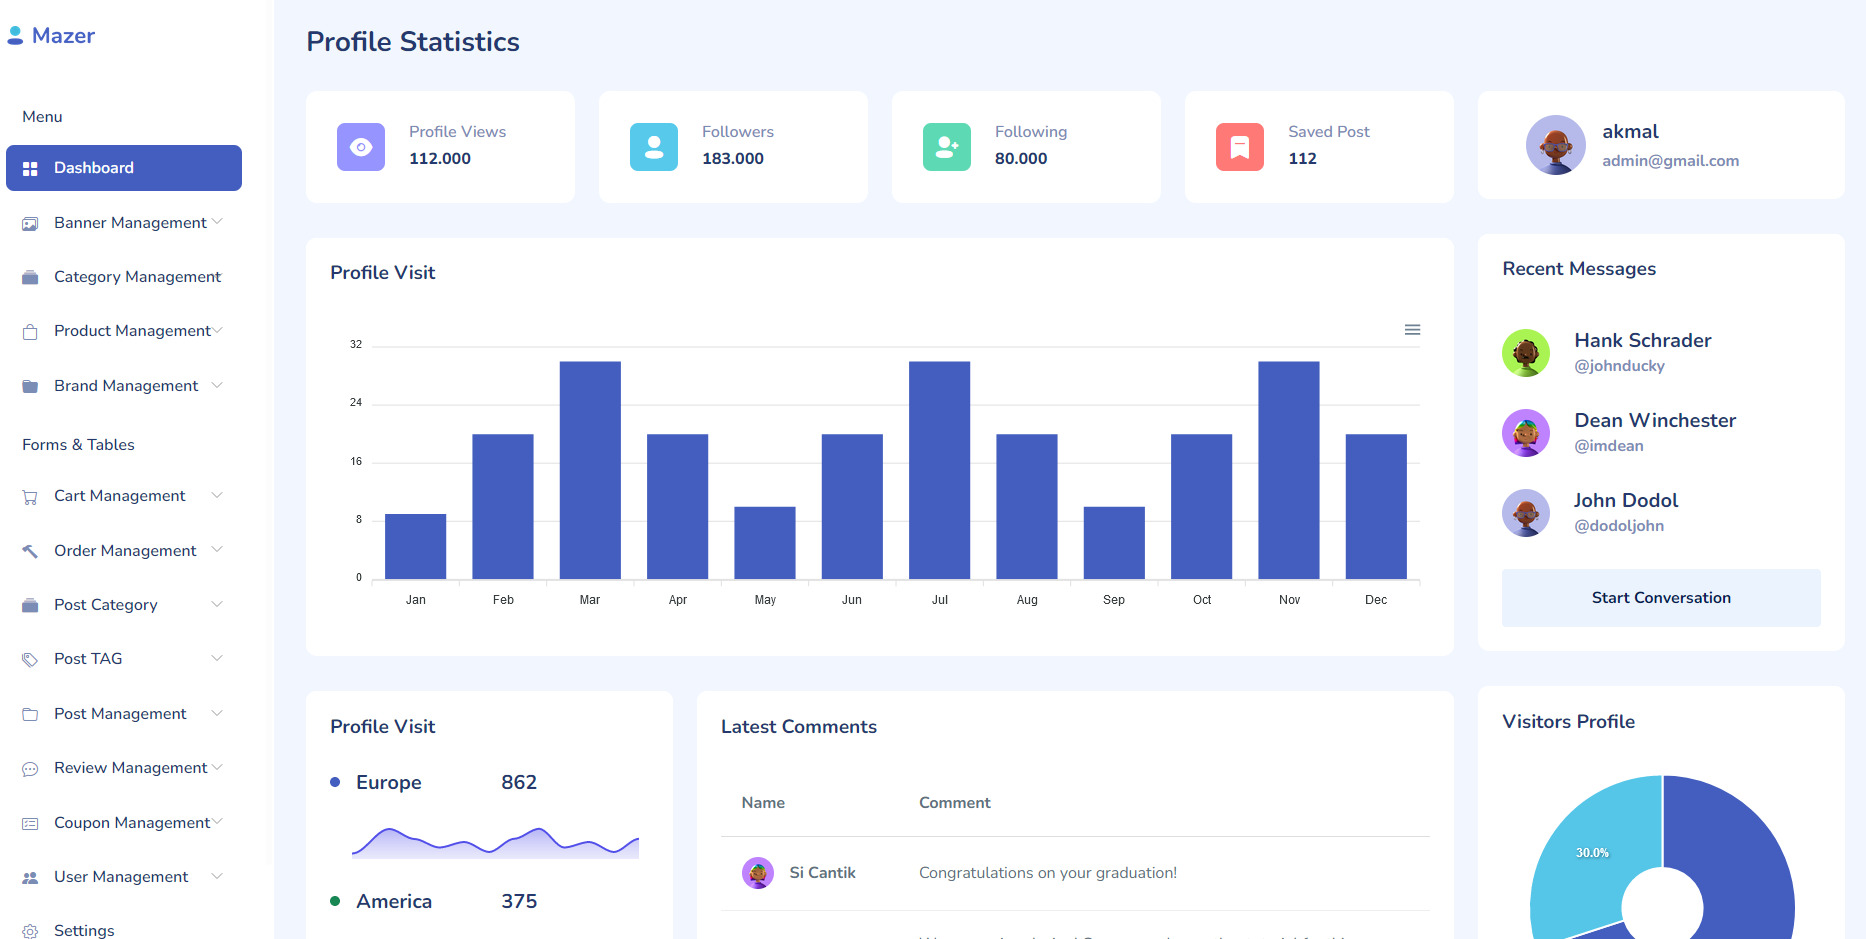 Mazer
Menu
Dashboard
Banner Management
Category Management
Product Management
Brand Management
Forms & Tables
Cart Management
Order Management
Post Category
Post TAG
Post Management
Review Management
Coupon Management
User Management
Settings
Profile Statistics
Profile Views
112.000
Followers
183.000
Following
80.000
Saved Post
112
akmal
admin@gmail.com
Profile Visit
32
24
16
8
0
Jan Feb Mar Apr May Jun Jul Aug Sep Oct Nov Dec
Recent Messages
Hank Schrader
@johnducky
Dean Winchester
@imdean
John Dodol
@dodoljohn
Start Conversation
Profile Visit
Europe 862
America 375
Latest Comments
Name Comment
Si Cantik Congratulations on your graduation!
Visitors Profile
30.0%